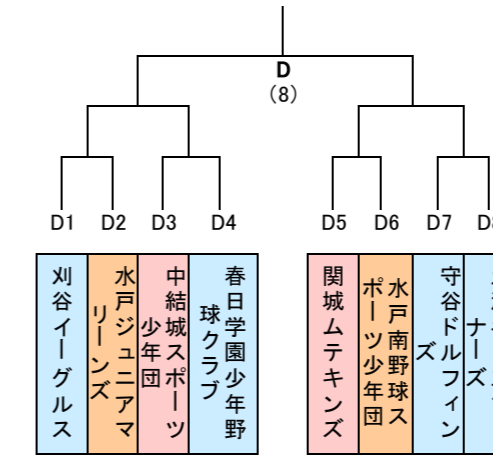 D
（8）
D1 D2 D3 D4 D5 D6 D7
刈谷イーグルス
水戸ジュニアマ
リーンズ
中結城スポーツ
少年団
春日学園少年野
球クラブ
関城ムテキンズ
水戸南野球ス
ポーツ少年団
守谷ドルフィン
ズ
ナーズ